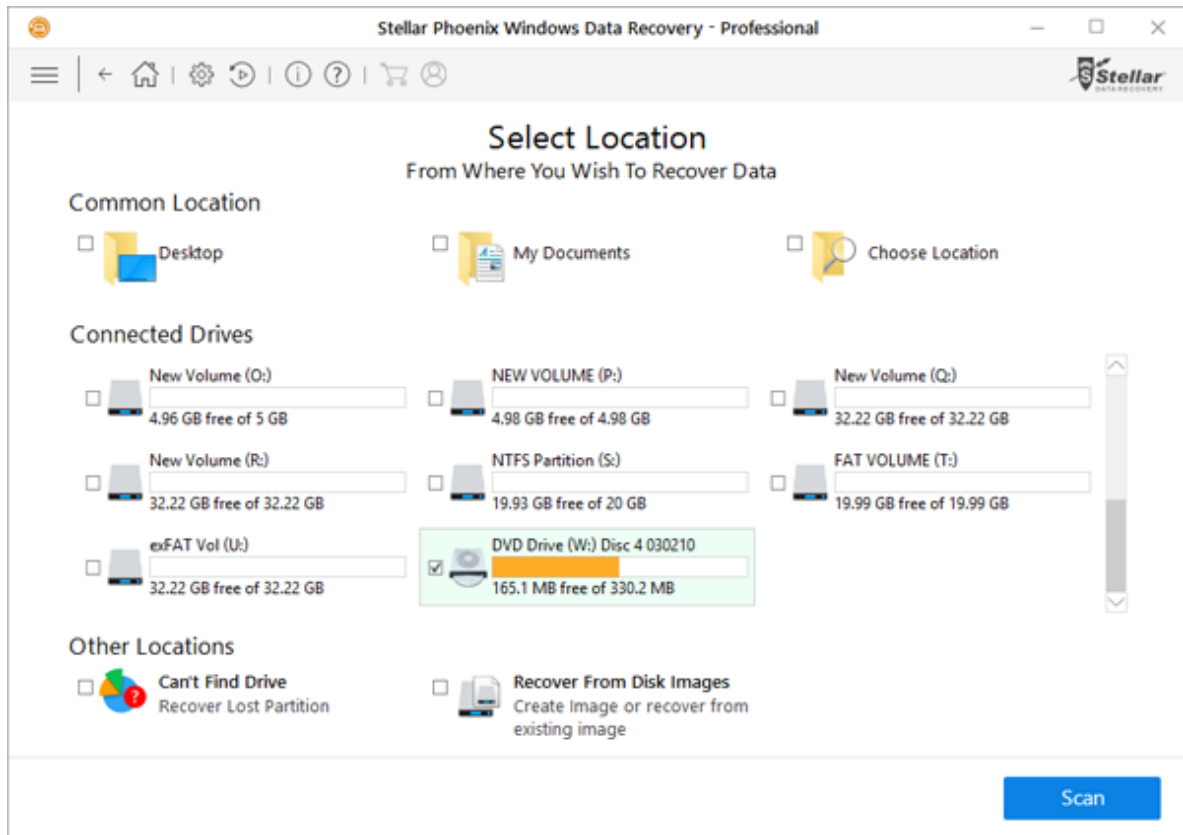 Stellar Phoenix Windows Data Recovery - Professional
Stellar
DATA RECOVERY
Select Location
From Where You Wish To Recover Data
Common Location
Desktop
My Documents
Choose Location
Connected Drives
New Volume (O:)
4.96 GB free of 5 GB
NEW VOLUME (P:)
4.98 GB free of 4.98 GB
New Volume (Q:)
32.22 GB free of 32.22 GB
New Volume (R:)
32.22 GB free of 32.22 GB
NTFS Partition (S:)
19.93 GB free of 20 GB
FAT VOLUME (T:)
19.99 GB free of 19.99 GB
exFAT Vol (U:)
32.22 GB free of 32.22 GB
DVD Drive (W:) Disc 4 030210
165.1 MB free of 330.2 MB
Other Locations
Can't Find Drive
Recover Lost Partition
Recover From Disk Images
Create Image or recover from
existing image
Scan